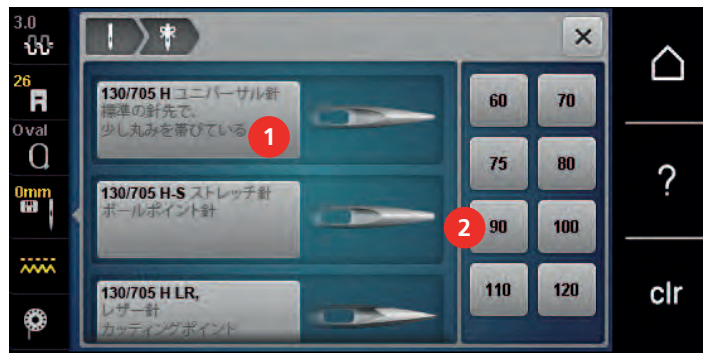 3.0
26
Oval
0mm
130/705 H ユニバーサル針
標準の針先で、
少し丸みを帯びている
1
130/705 H-S ストレッチ針
ボールポイント針
130/705 H LR,
レザー針
カッティングポイント
2
60
70
75
80
90
100
110
120
?
clr